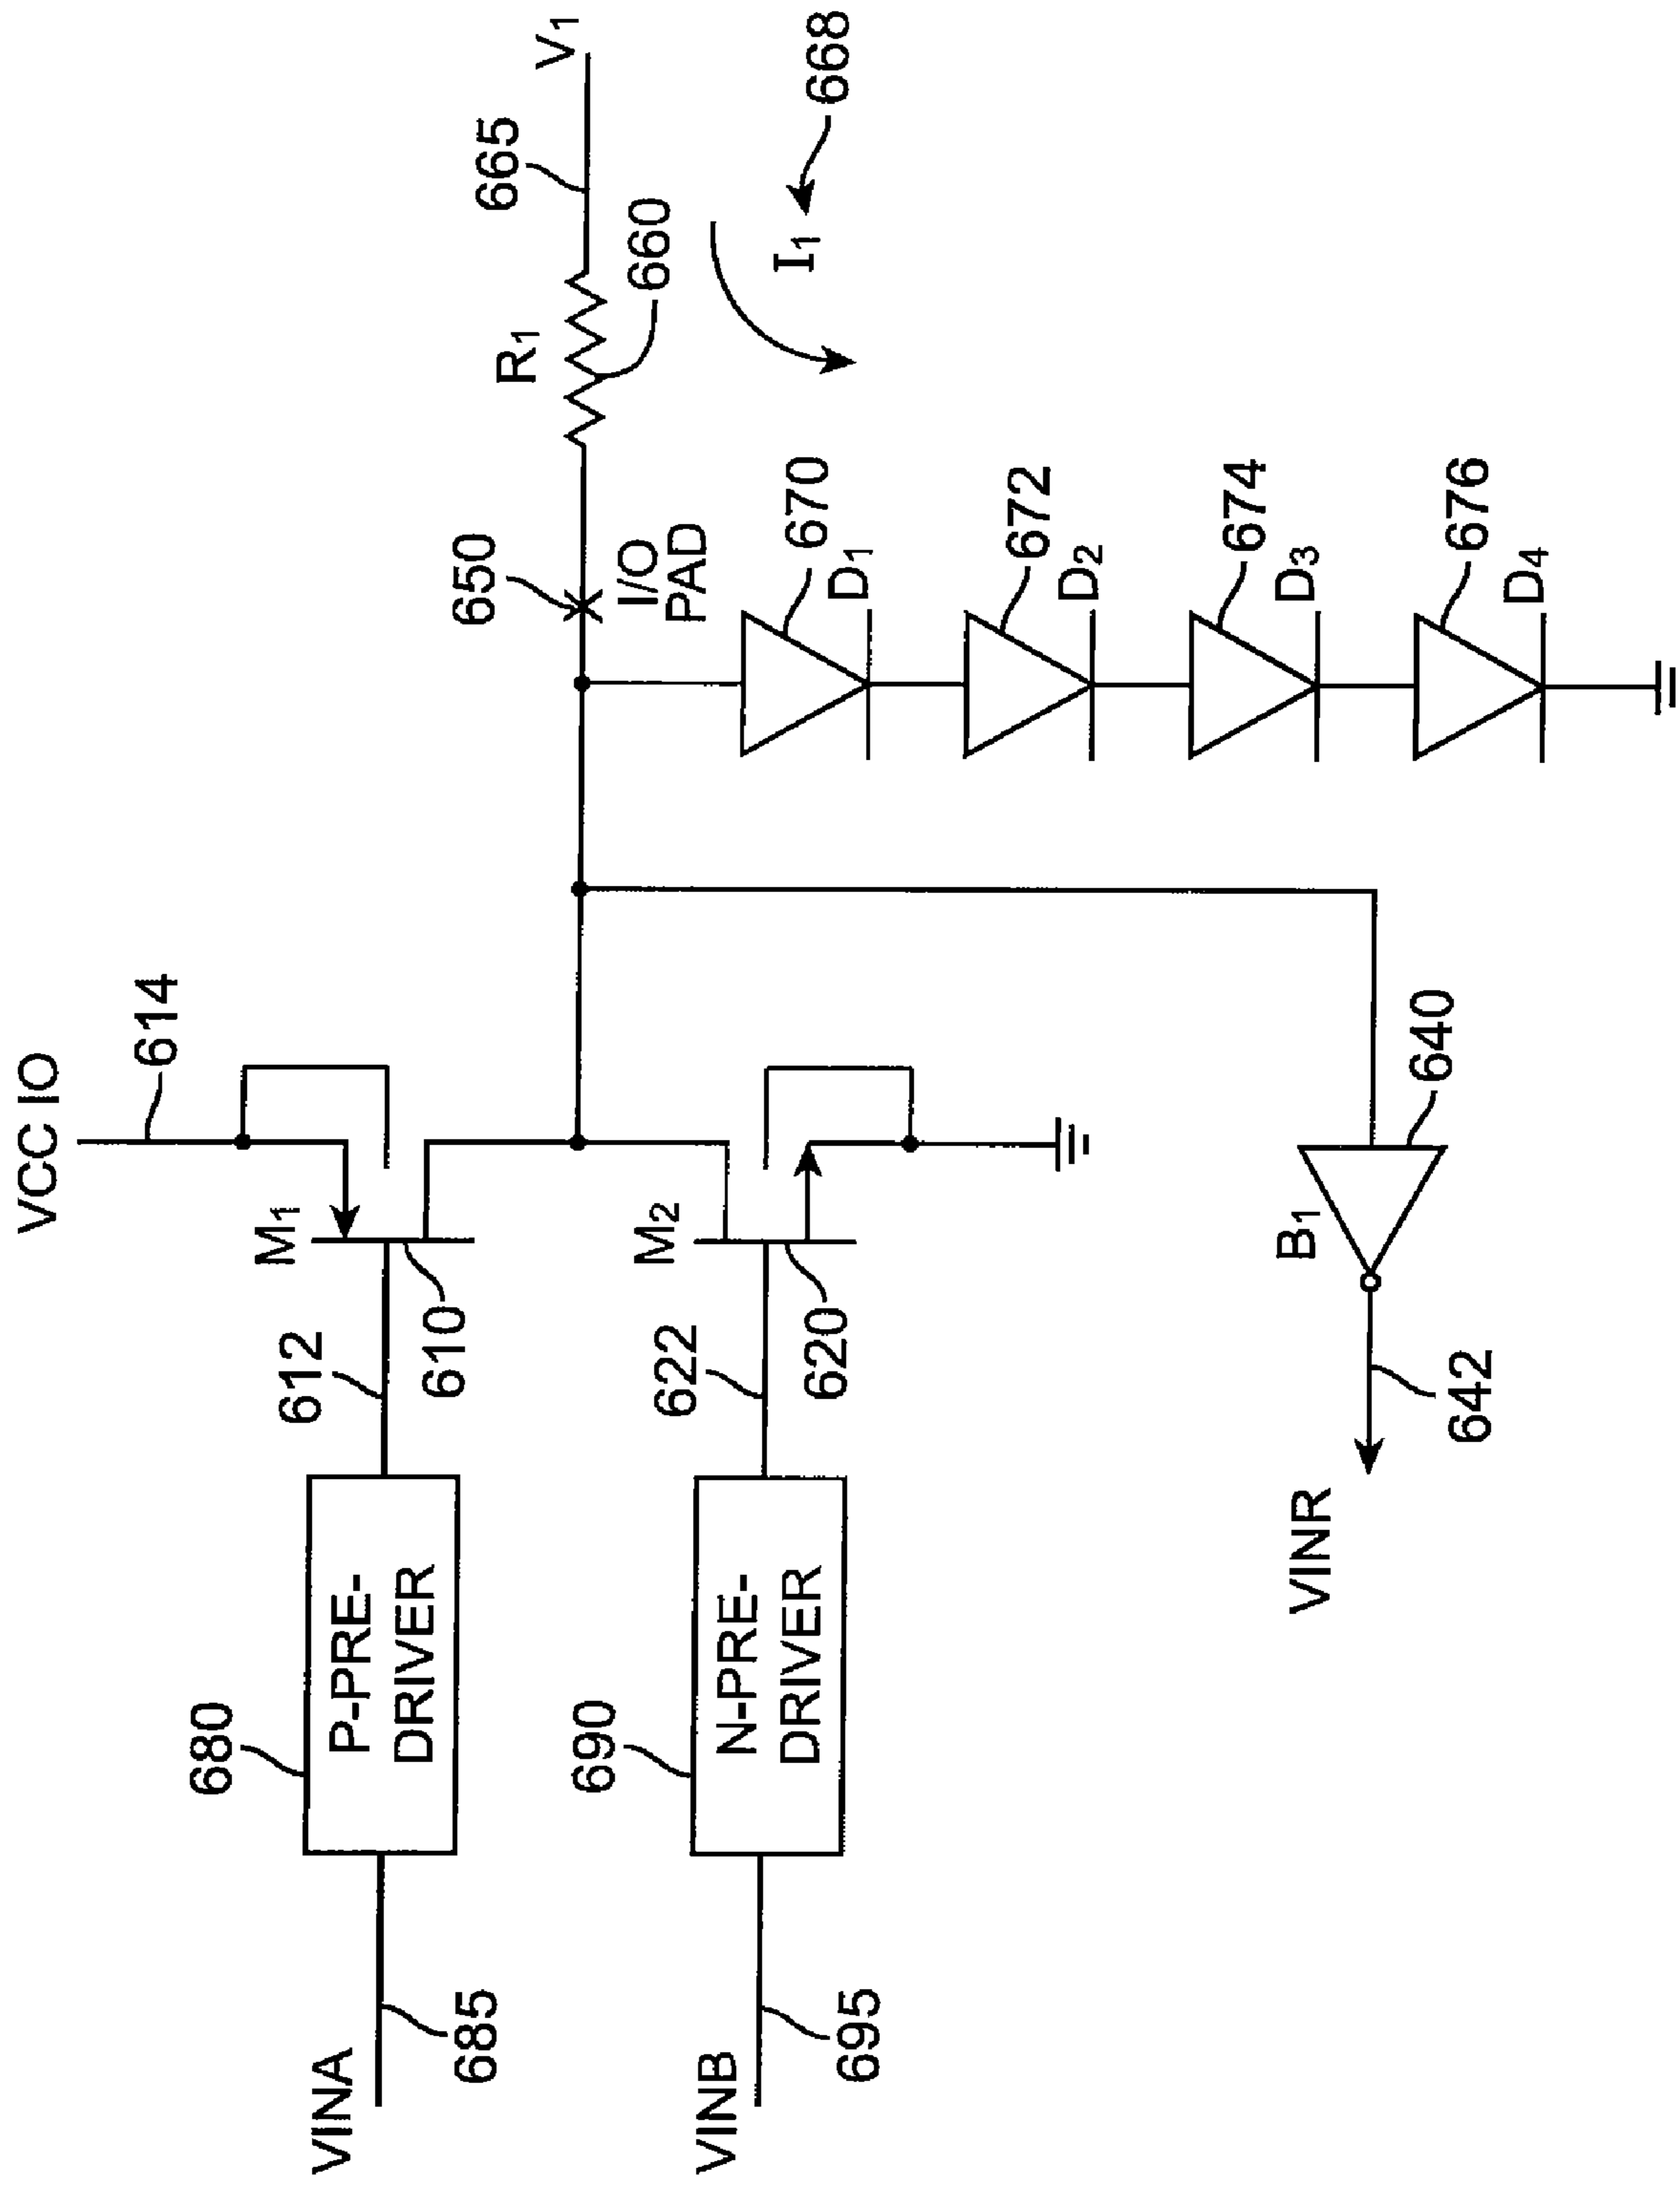 VCC IO
614
M1
612
610
680
P-PRE-
DRIVER
VINA
685
M2
622
620
690
N-PRE-
DRIVER
VINB
695
650
I/O
PAD
R1
660
665
V1
I1
668
670
D1
672
D2
674
D3
676
D4
B1
640
642
VINR